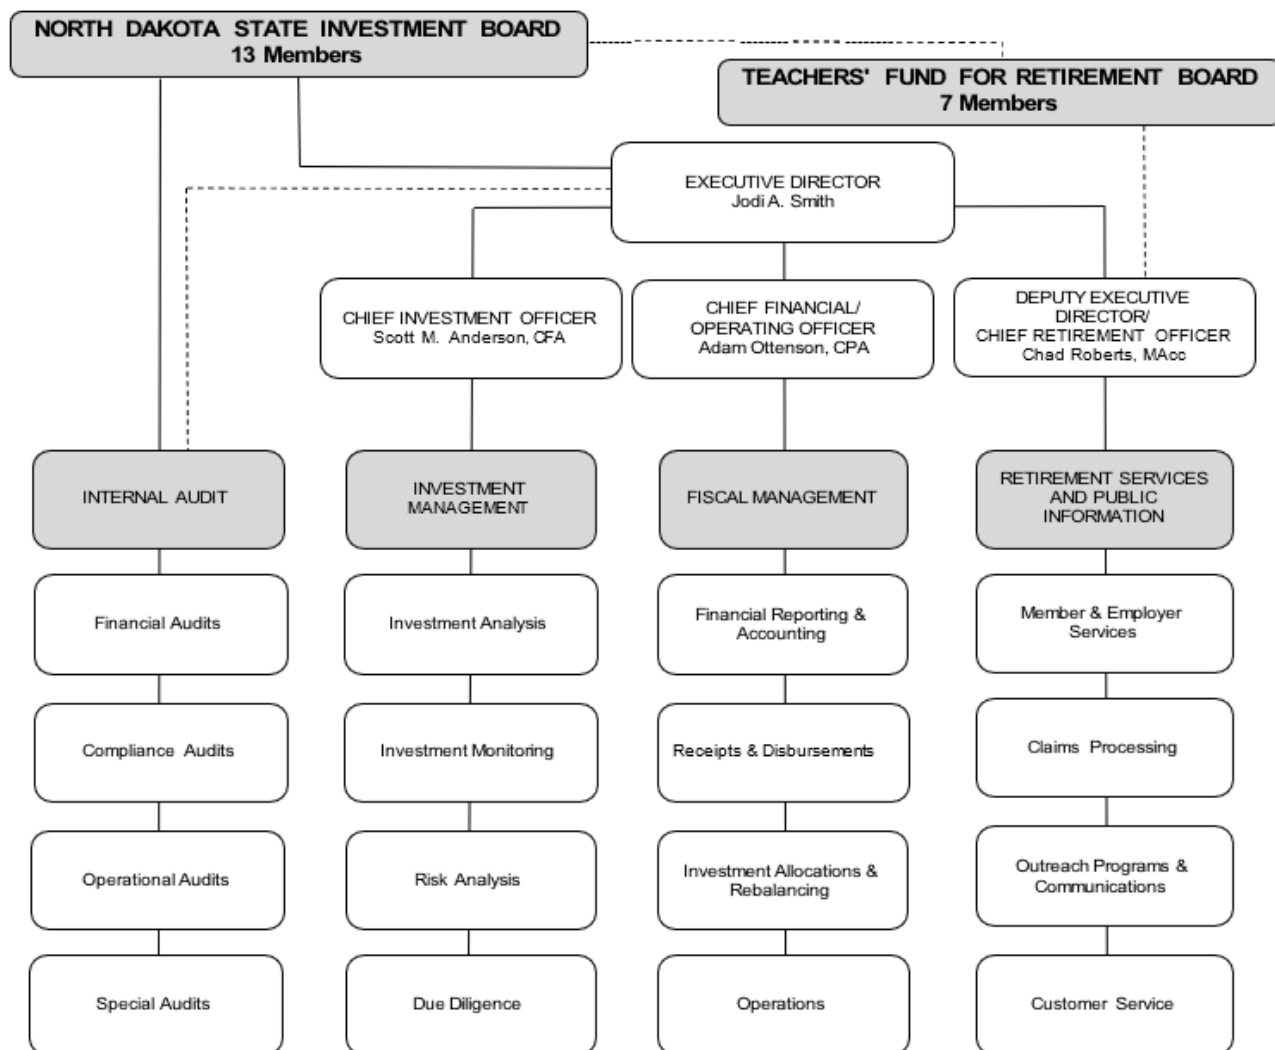 NORTH DAKOTA STATE INVESTMENT BOARD
13 Members
TEACHERS' FUND FOR RETIREMENT BOARD
7 Members
EXECUTIVE DIRECTOR
Jodi A. Smith
CHIEF INVESTMENT OFFICER
Scott M. Anderson, CFA
CHIEF FINANCIAL/
OPERATING OFFICER
Adam Ottenson, CPA
DEPUTY EXECUTIVE
DIRECTOR/
CHIEF RETIREMENT OFFICER
Chad Roberts, MAcc
INTERNAL AUDIT
INVESTMENT
MANAGEMENT
FISCAL MANAGEMENT
RETIREMENT SERVICES
AND PUBLIC
INFORMATION
Financial Audits
Investment Analysis
Financial Reporting &
Accounting
Member & Employer
Services
Compliance Audits
Investment Monitoring
Receipts & Disbursements
Claims Processing
Operational Audits
Risk Analysis
Investment Allocations &
Rebalancing
Outreach Programs &
Communications
Special Audits
Due Diligence
Operations
Customer Service